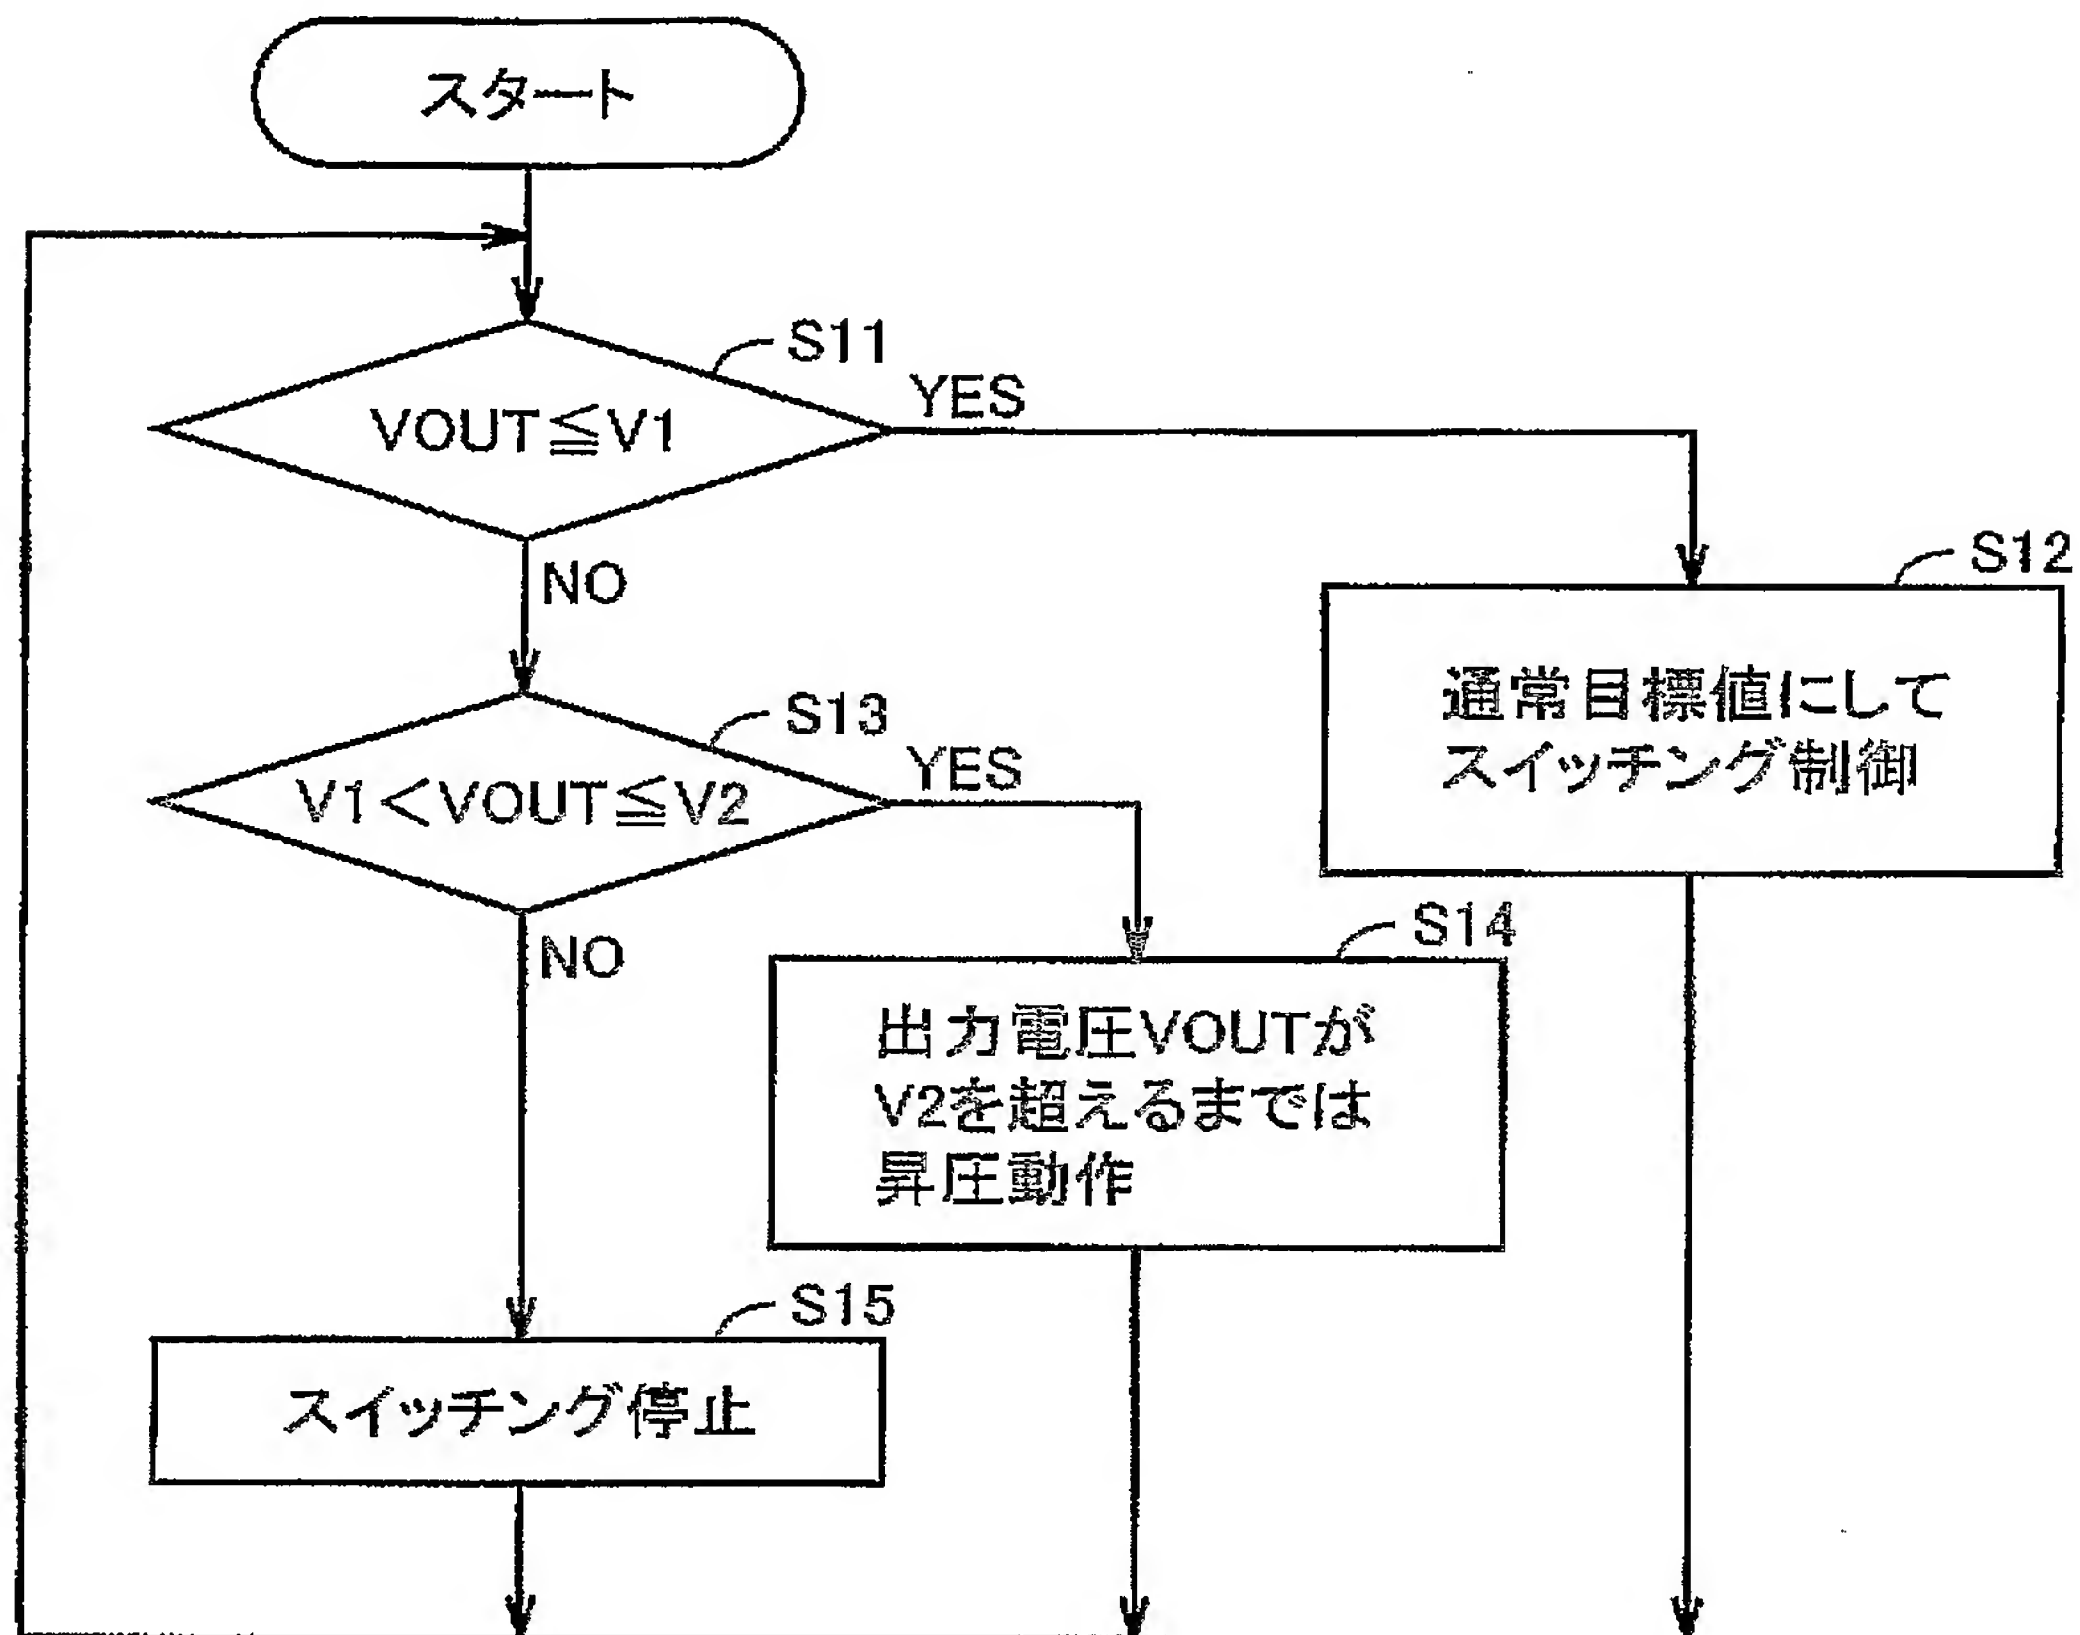 スタート
S11
VOUT≦V1
YES
NO
S12
通常目標値にして
スイッチング制御
S13
V1<VOUT≦V2
YES
NO
S14
出力電圧VOUTが
V2を超えるまでは
昇圧動作
S15
スイッチング停止